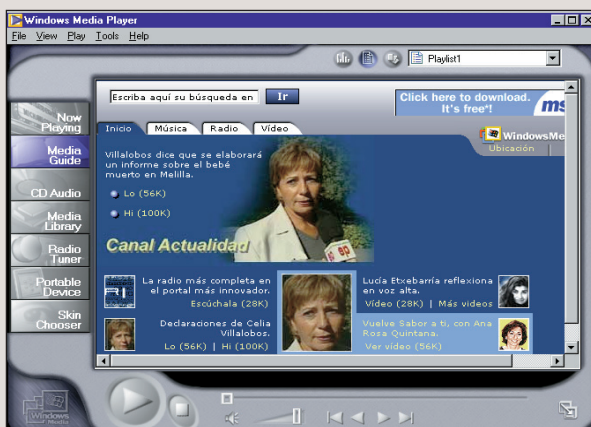 Windows Media Player
File View Play Tools Help
Playlist1
Escriba aquí su búsqueda en
Ir
Click here to download.
It's free*!
ms
Now
Playing
Media
Guide
CD Audio
Media
Library
Radio
Tuner
Portable
Device
Skin
Chooser
Inicio Música Radio Vídeo
WindowsMe
Ubicación
Villalobos dice que se elaborará
un informe sobre el bebé
muerto en Melilla.
Lo (56K)
Hi (100K)
ep
Canal Actualidad
La radio más completa en
el portal más innovador.
Escúchala (28K)
Declaraciones de Celia
Villalobos.
Lo (56K) | Hi (100K)
Lucía Etxebarría reflexiona
en voz alta.
Vídeo (28K) | Más videos
Vuelve Sabor a ti, con Ana
Rosa Quintana.
Ver vídeo (56K)
Windows
Media